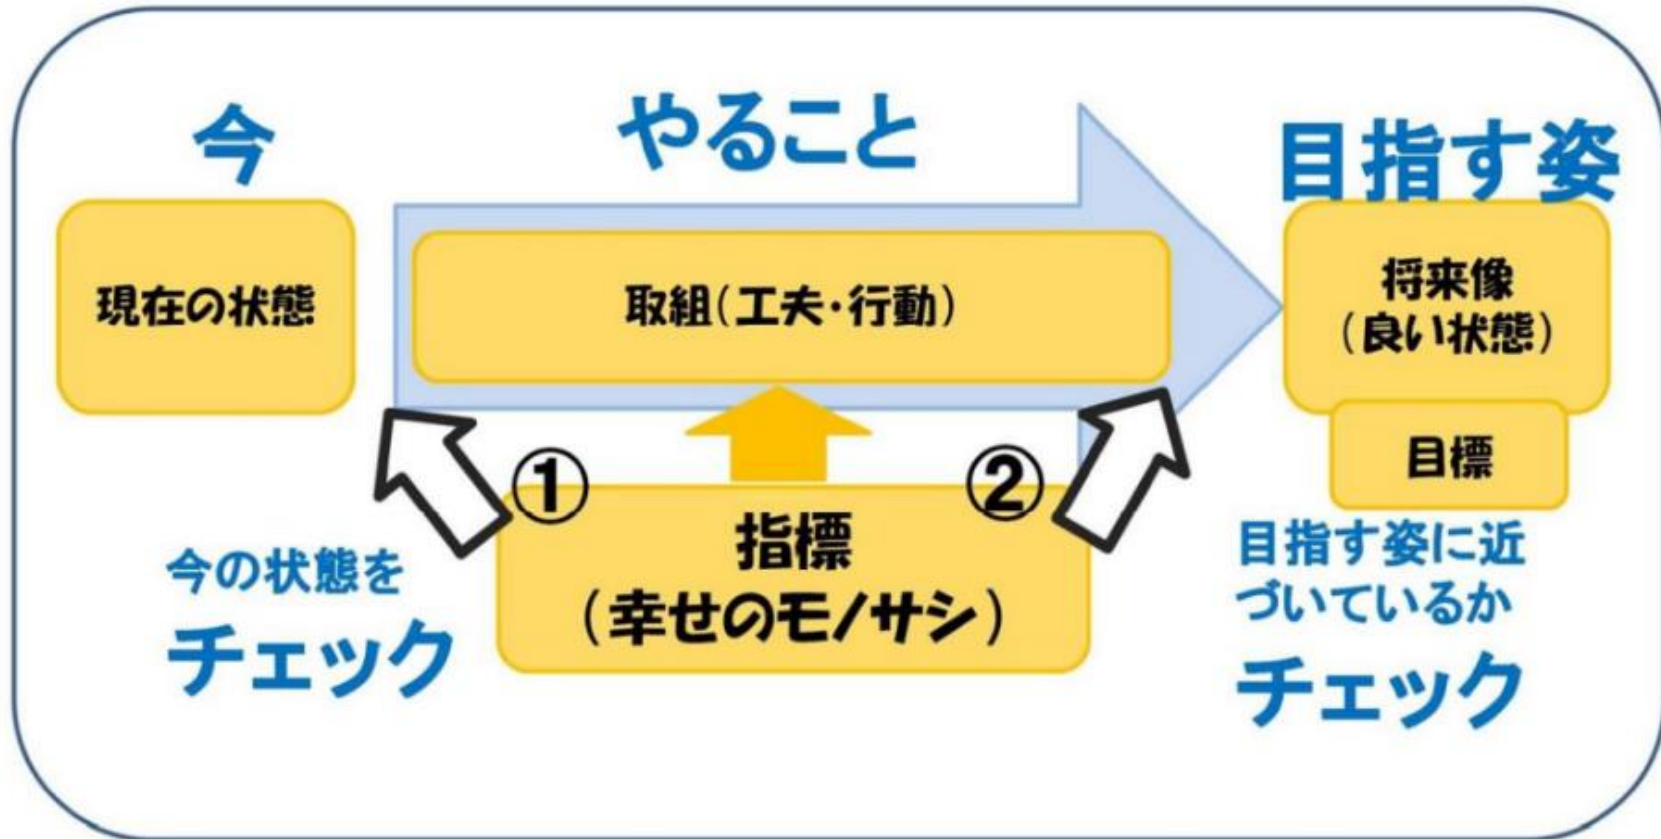 今
やること
目指す姿
現在の状態
取組(工夫・行動)
将来像
(良い状態)
目標
①
②
指標
(幸せのモノサシ)
今の状態を
チェック
目指す姿に近
づいているか
チェック